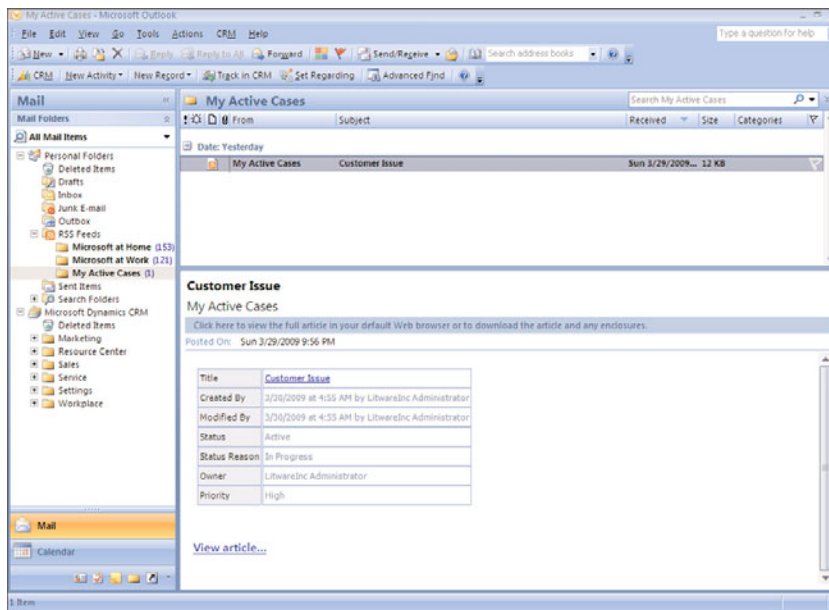 My Active Cases - Microsoft Outlook
File Edit View Go Tools Actions CRM Help
Type a question for help
New Reply Reply to All Forward Send/Receive Search address books
CRM New Activity New Record Track in CRM Set Regarding Advanced Find
Mail
Mail Folders
All Mail Items
Personal Folders
Deleted Items
Drafts
Inbox
Junk E-mail
Outbox
RSS Feeds
Microsoft at Home (153)
Microsoft at Work (121)
My Active Cases (1)
Sent Items
Search Folders
Microsoft Dynamics CRM
Deleted Items
Marketing
Resource Center
Sales
Service
Settings
Workplace
Mail
Calendar
My Active Cases
Search My Active Cases
From Subject Received Size Categories
Date: Yesterday
My Active Cases Customer Issue Sun 3/29/2009... 12 KB
Customer Issue
My Active Cases
Click here to view the full article in your default Web browser or to download the article and any enclosures.
Posted On: Sun 3/29/2009 9:56 PM
Title Customer Issue
Created By 3/30/2009 at 4:55 AM by LitwareInc Administrator
Modified By 3/30/2009 at 4:55 AM by LitwareInc Administrator
Status Active
Status Reason In Progress
Owner LitwareInc Administrator
Priority High
View article...
1 Item